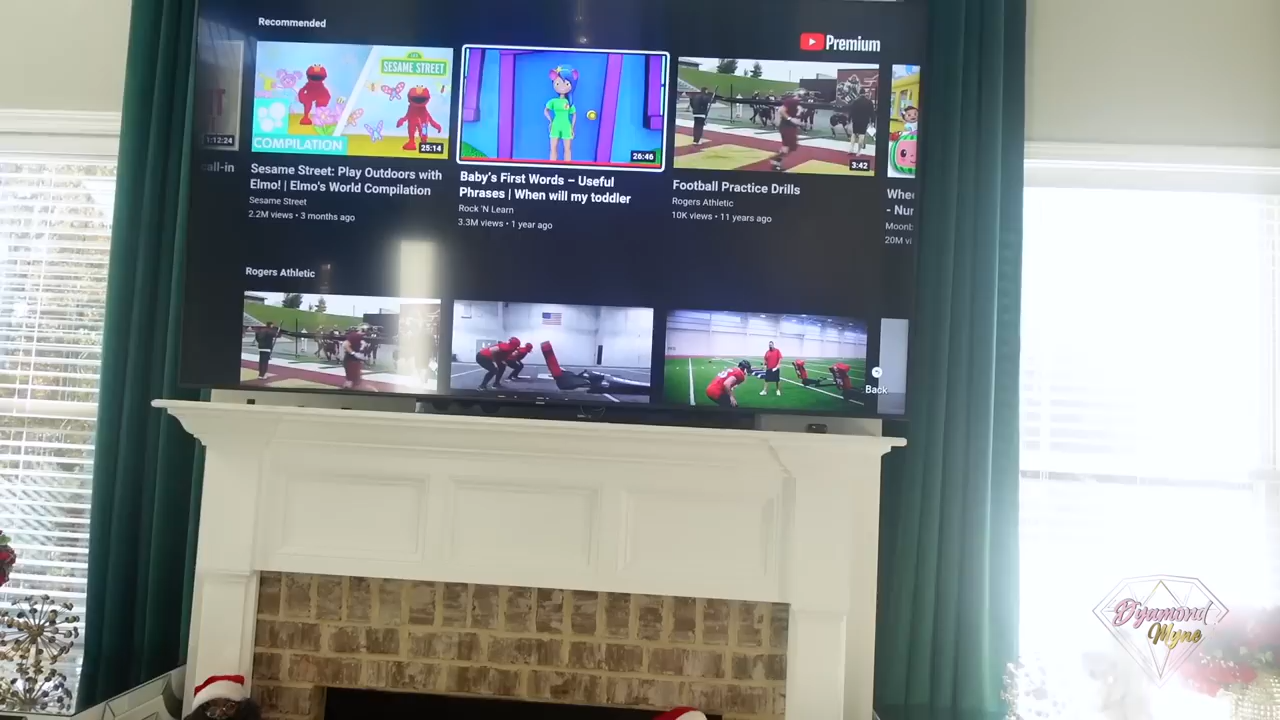 Recommended
Premium
SESAME STREET
COMPILATION
1:12:24
25:14
26:46
3:42
call-in
Sesame Street: Play Outdoors with
Elmo! | Elmo's World Compilation
Sesame Street
2.2M views • 3 months ago
Baby's First Words – Useful
Phrases | When will my toddler
Rock 'N Learn
3.3M views • 1 year ago
Football Practice Drills
Rogers Athletic
10K views • 11 years ago
- Nur
20M vi
Rogers Athletic
Back
Dyamond
Myne